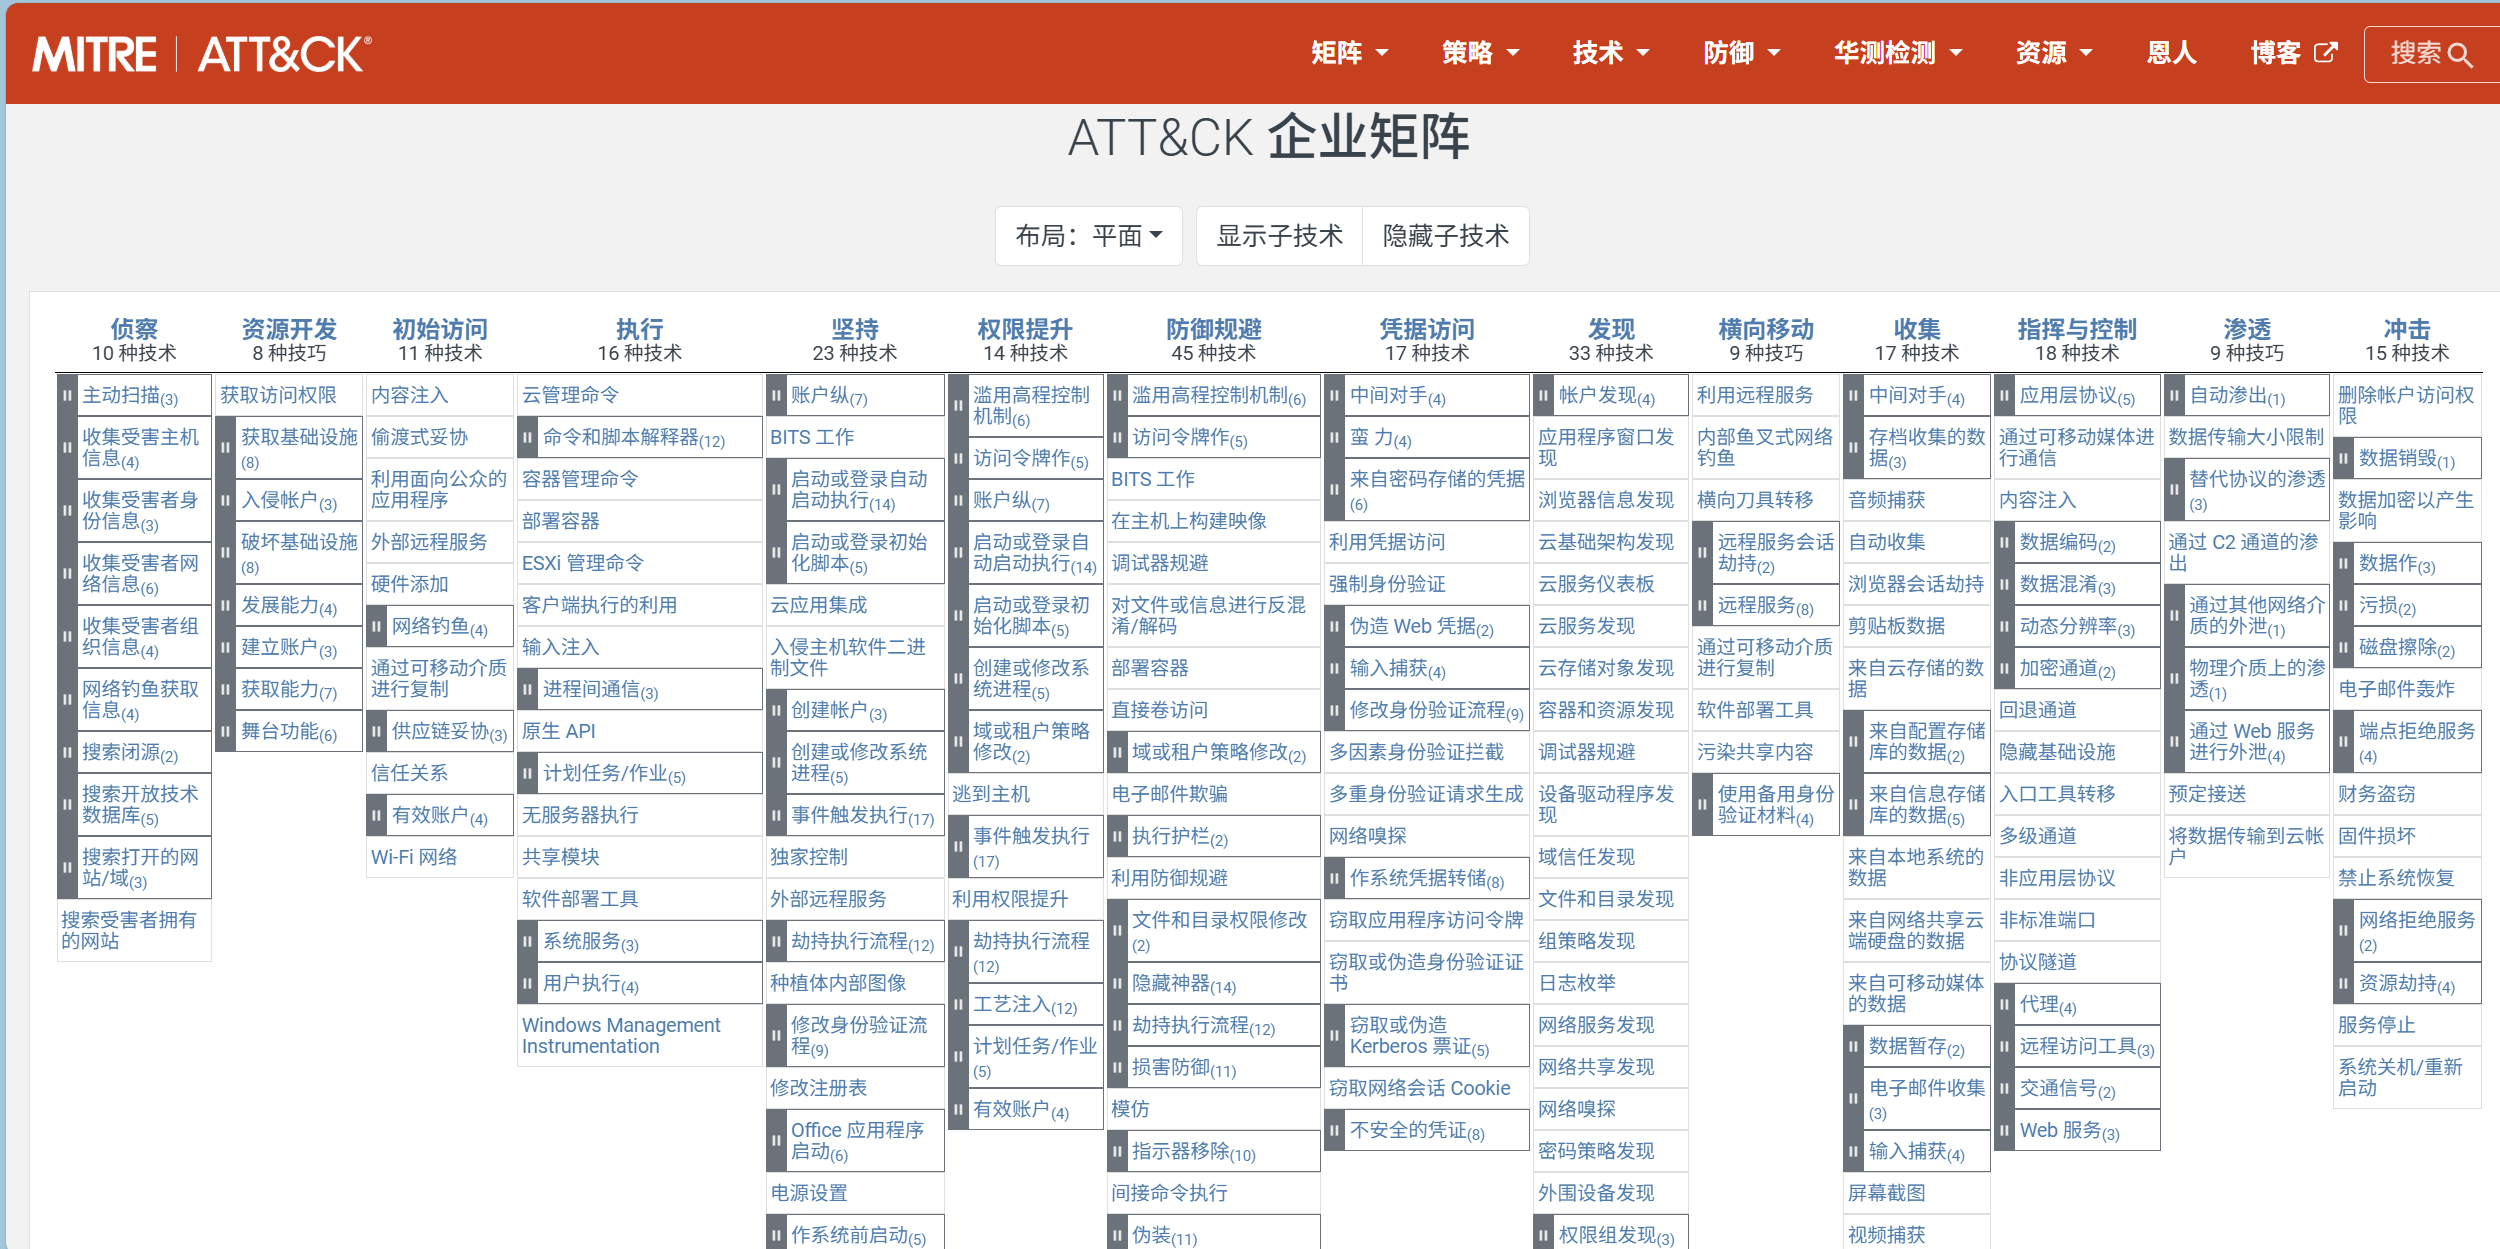 MITRE | ATT&CK®
矩阵
策略
技术
防御
华测检测
资源
恩人
博客
搜索
ATT&CK 企业矩阵
布局：平面
显示子技术
隐藏子技术
侦察
10 种技术
主动扫描(3)
收集受害主机
信息(4)
收集受害者身
份信息(3)
收集受害者网
络信息(6)
收集受害者组
织信息(4)
网络钓鱼获取
信息(4)
搜索闭源(2)
搜索开放技术
数据库(5)
搜索打开的网
站/域(3)
搜索受害者拥有
的网站
资源开发
8 种技巧
获取访问权限
获取基础设施
(8)
入侵帐户(3)
破坏基础设施
(8)
发展能力(4)
建立账户(3)
获取能力(7)
舞台功能(6)
初始访问
11 种技术
内容注入
偷渡式妥协
利用面向公众的
应用程序
外部远程服务
硬件添加
网络钓鱼(4)
通过可移动介质
进行复制
供应链妥协(3)
信任关系
有效账户(4)
Wi-Fi 网络
执行
16 种技术
云管理命令
命令和脚本解释器(12)
容器管理命令
部署容器
ESXi 管理命令
客户端执行的利用
输入注入
进程间通信(3)
原生 API
计划任务/作业(5)
无服务器执行
共享模块
软件部署工具
系统服务(3)
用户执行(4)
Windows Management
Instrumentation
坚持
23 种技术
账户纵(7)
BITS 工作
启动或登录自动
启动执行(14)
启动或登录初始
化脚本(5)
云应用集成
入侵主机软件二进
制文件
创建帐户(3)
创建或修改系统
进程(5)
事件触发执行(17)
独家控制
外部远程服务
劫持执行流程(12)
种植体内部图像
修改身份验证流
程(9)
修改注册表
Office 应用程序
启动(6)
电源设置
作系统前启动(5)
权限提升
14 种技术
滥用高程控制
机制(6)
访问令牌作(5)
账户纵(7)
启动或登录自
动启动执行(14)
启动或登录初
始化脚本(5)
创建或修改系
统进程(5)
域或租户策略
修改(2)
逃到主机
事件触发执行
(17)
利用权限提升
劫持执行流程
(12)
工艺注入(12)
计划任务/作业
(5)
有效账户(4)
防御规避
45 种技术
滥用高程控制机制(6)
访问令牌作(5)
BITS 工作
在主机上构建映像
调试器规避
对文件或信息进行反混
淆/解码
部署容器
直接卷访问
域或租户策略修改(2)
电子邮件欺骗
执行护栏(2)
利用防御规避
文件和目录权限修改
(2)
隐藏神器(14)
劫持执行流程(12)
损害防御(11)
模仿
指示器移除(10)
间接命令执行
伪装(11)
凭据访问
17 种技术
中间对手(4)
蛮 力(4)
来自密码存储的凭据
(6)
利用凭据访问
强制身份验证
伪造 Web 凭据(2)
输入捕获(4)
修改身份验证流程(9)
多因素身份验证拦截
多重身份验证请求生成
网络嗅探
作系统凭据转储(8)
窃取应用程序访问令牌
窃取或伪造身份验证证
书
窃取或伪造
Kerberos 票证(5)
窃取网络会话 Cookie
不安全的凭证(8)
发现
33 种技术
帐户发现(4)
应用程序窗口发
现
浏览器信息发现
云基础架构发现
云服务仪表板
云服务发现
云存储对象发现
容器和资源发现
调试器规避
设备驱动程序发
现
域信任发现
文件和目录发现
组策略发现
日志枚举
网络服务发现
网络共享发现
网络嗅探
密码策略发现
外围设备发现
权限组发现(3)
横向移动
9 种技巧
利用远程服务
内部鱼叉式网络
钓鱼
横向刀具转移
远程服务会话
劫持(2)
远程服务(8)
通过可移动介质
进行复制
软件部署工具
污染共享内容
使用备用身份
验证材料(4)
收集
17 种技术
中间对手(4)
存档收集的数
据(3)
音频捕获
自动收集
浏览器会话劫持
剪贴板数据
来自云存储的数
据
来自配置存储
库的数据(2)
来自信息存储
库的数据(5)
来自本地系统的
数据
来自网络共享云
端硬盘的数据
来自可移动媒体
的数据
数据暂存(2)
电子邮件收集
(3)
输入捕获(4)
屏幕截图
视频捕获
指挥与控制
18 种技术
应用层协议(5)
通过可移动媒体进
行通信
内容注入
数据编码(2)
数据混淆(3)
动态分辨率(3)
加密通道(2)
回退通道
隐藏基础设施
入口工具转移
多级通道
非应用层协议
非标准端口
协议隧道
代理(4)
远程访问工具(3)
交通信号(2)
Web 服务(3)
渗透
9 种技巧
自动渗出(1)
数据传输大小限制
替代协议的渗透
(3)
通过 C2 通道的渗
出
通过其他网络介
质的外泄(1)
物理介质上的渗
透(1)
通过 Web 服务
进行外泄(4)
预定接送
将数据传输到云帐
户
冲击
15 种技术
删除帐户访问权
限
数据销毁(1)
数据加密以产生
影响
数据作(3)
污损(2)
磁盘擦除(2)
电子邮件轰炸
端点拒绝服务
(4)
财务盗窃
固件损坏
禁止系统恢复
网络拒绝服务
(2)
资源劫持(4)
服务停止
系统关机/重新
启动